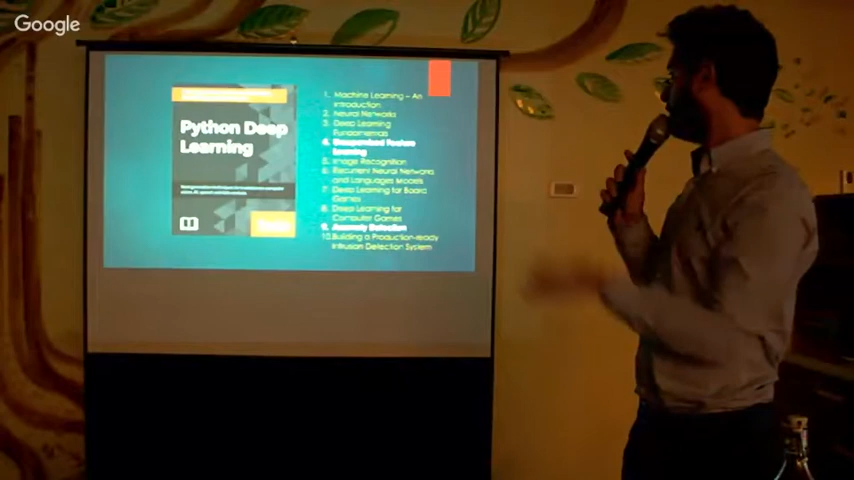 Google
Python Deep
Learning
1. Machine Learning – An
Introduction
2. Neural Networks
3. Deep Learning
Fundamentals
4. Unsupervised Feature
Learning
5. Image Recognition
6. Recurrent Neural Networks
and Languages Models
7. Deep Learning for Board
Games
8. Deep Learning for
Computer Games
9. Anomaly Detection
10. Building a Production-ready
Intrusion Detection System